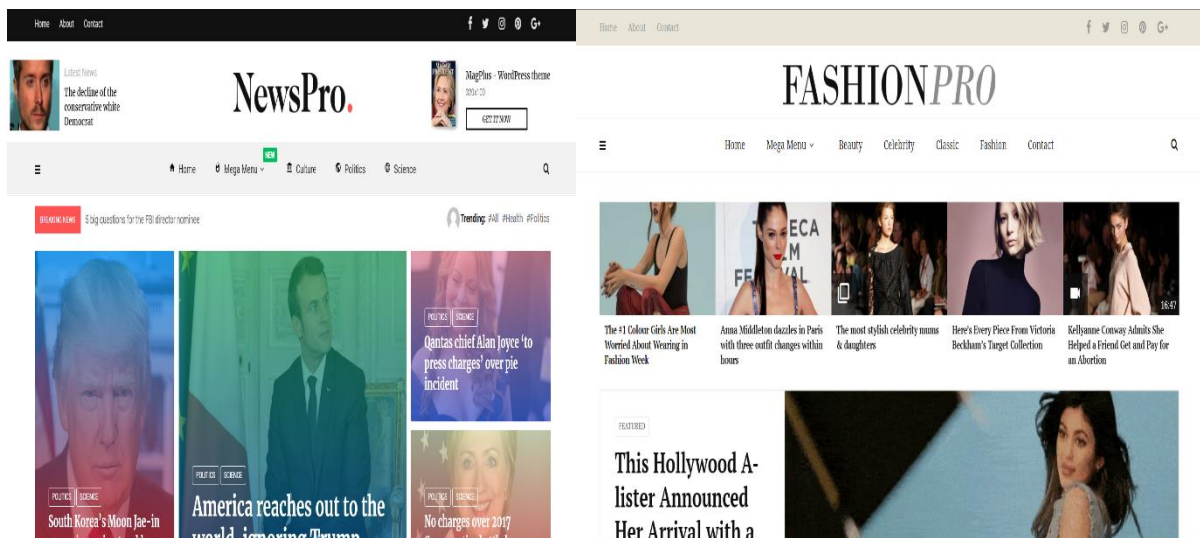 Home About Contact
Latest News
The decline of the
conservative white
Democrat
NewsPro.
MagPlus - WordPress theme
GET IT NOW
NEW
Home Mega Menu Culture Politics Science
BREAKING NEWS 5 big questions for the FBI director nominee
Trending: #All #Health #Politics
POLITICS SCIENCE
South Korea's Moon Jae-in
POLITICS SCIENCE
America reaches out to the
world, ignoring Trump
POLITICS SCIENCE
Qantas chief Alan Joyce 'to
press charges' over pie
incident
POLITICS SCIENCE
No charges over 2017
Home About Contact
FASHIONPRO
Home Mega Menu Beauty Celebrity Classic Fashion Contact
ECA
LM
FE VAL
16:47
The #1 Colour Girls Are Most
Worried About Wearing in
Fashion Week
Anna Middleton dazzles in Paris
with three outfit changes within
hours
The most stylish celebrity mums
& daughters
Here's Every Piece From Victoria
Beckham's Target Collection
Kellyanne Conway Admits She
Helped a Friend Get and Pay for
an Abortion
FEATURED
This Hollywood A-
lister Announced
Her Arrival with a